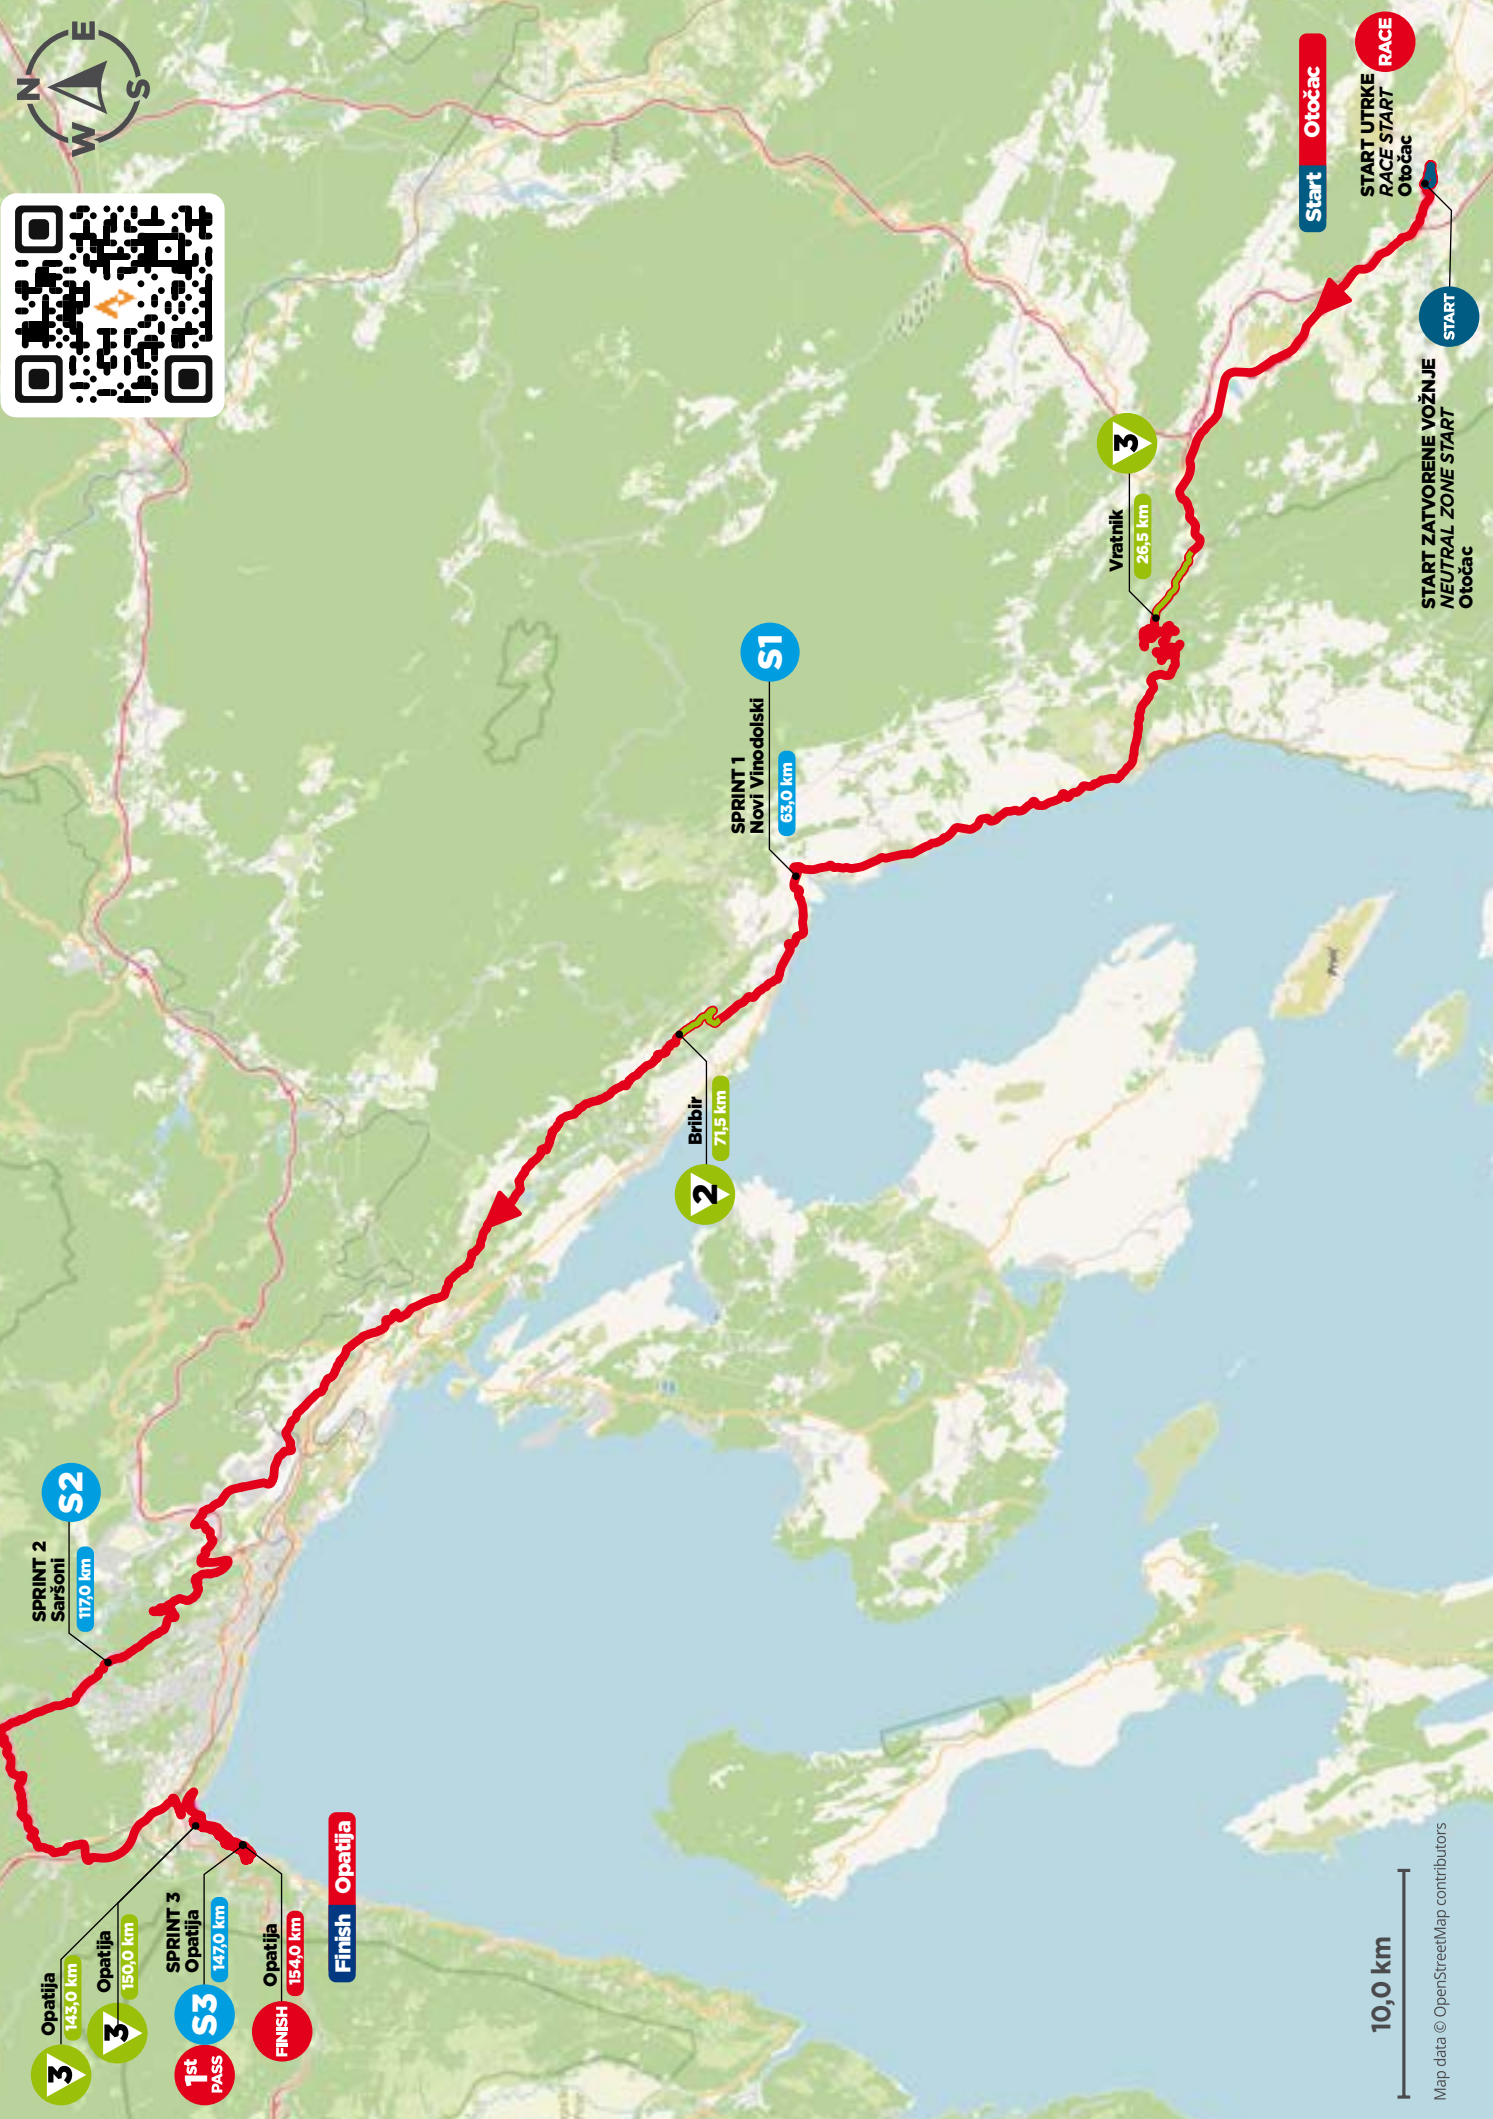 N
E
S
W
Start Otočac
START UTRKE
RACE START
Otočac
RACE
START
START ZATVORENE VOŽNJE
NEUTRAL ZONE START
Otočac
3
Vratnik
26,5 km
S1
SPRINT 1
Novi Vinodolski
63,0 km
Prvić
2
Bribir
71,5 km
S2
SPRINT 2
Saršoni
117,0 km
3
Opatija
143,0 km
3
Opatija
150,0 km
1st
PASS
S3
SPRINT 3
Opatija
147,0 km
FINISH
Opatija
154,0 km
Finish Opatija
10,0 km
Map data © OpenStreetMap contributors